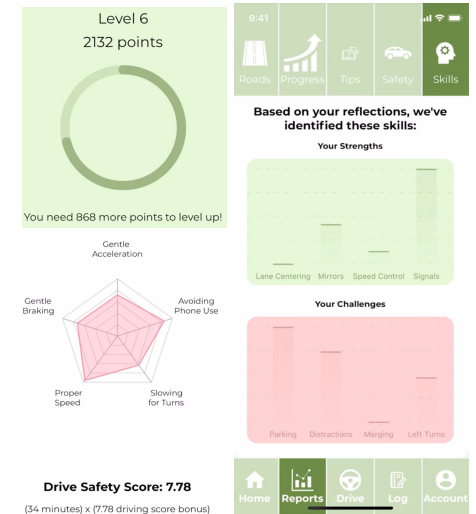 Level 6
2132 points
You need 868 more points to level up!
Gentle
Acceleration
Gentle
Braking
Avoiding
Phone Use
Proper
Speed
Slowing
for Turns
Drive Safety Score: 7.78
(34 minutes) x (7.78 driving score bonus)
9:41
Roads Progress Tips Safety Skills
Based on your reflections, we've
identified these skills:
Your Strengths
Lane Centering Mirrors Speed Control Signals
Your Challenges
Parking Distractions Merging Left Turns
Home Reports Drive Log Account